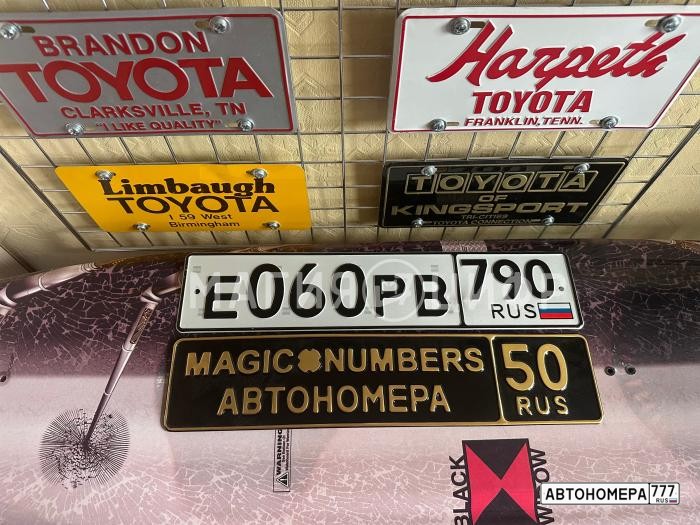 BRANDON
TOYOTA
CLARKSVILLE, TN
"I LIKE QUALITY"
Harpeth
TOYOTA
FRANKLIN, TENN.
Limbaugh
TOYOTA
I 59 West
Birmingham
TOYOTA
OF
KINGSPORT
TRI-CITIES
TOYOTA CONNECTION
E060PB 790
RUS
MAGIC NUMBERS
АВТОНОМЕРА
50
RUS
WARNING
BLACK
WIDOW
АВТОНОМЕРА 777
RUS